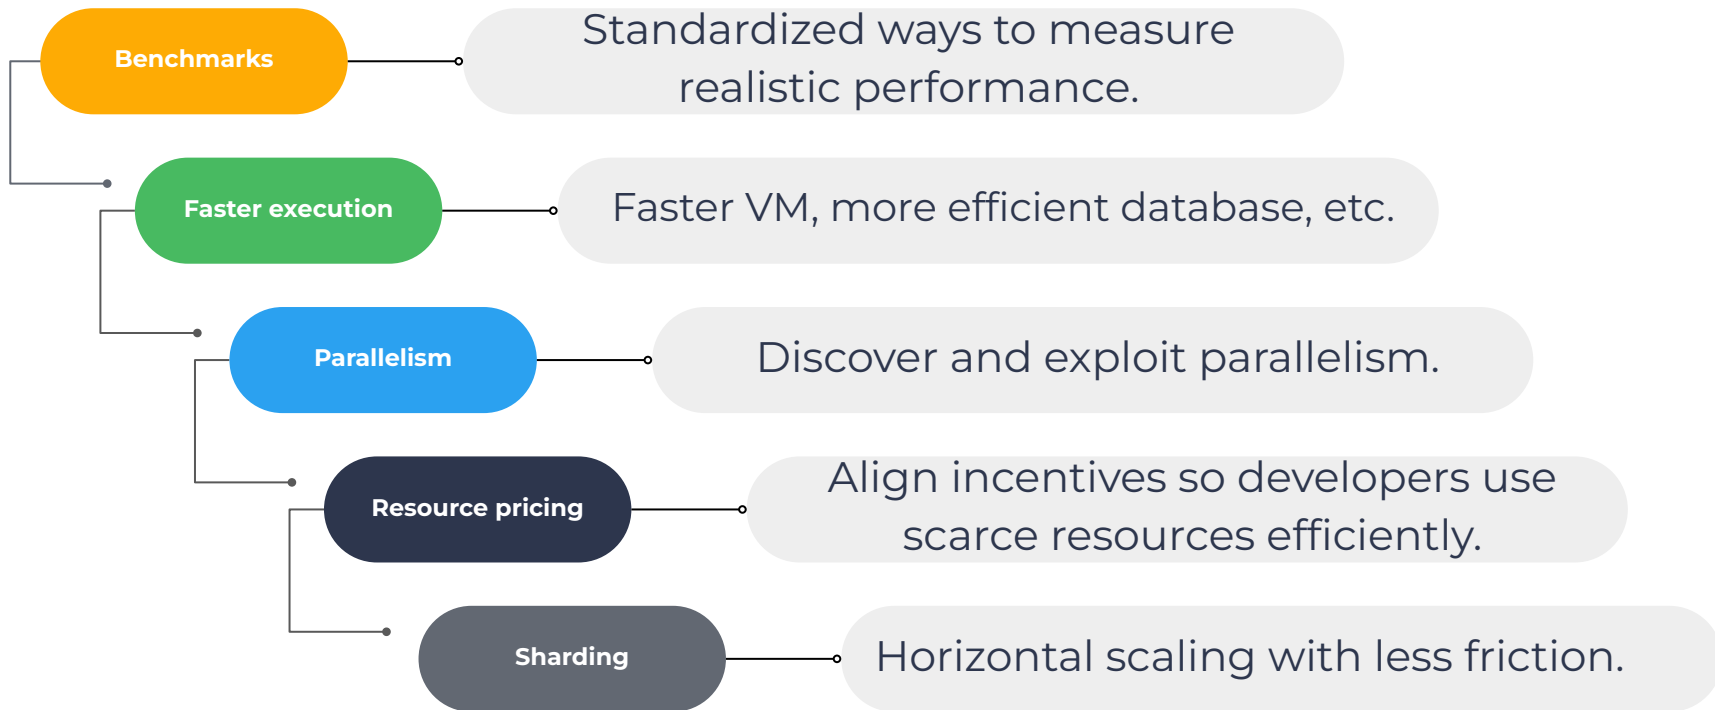 Benchmarks
Standardized ways to measure
realistic performance.
Faster execution
Faster VM, more efficient database, etc.
Parallelism
Discover and exploit parallelism.
Resource pricing
Align incentives so developers use
scarce resources efficiently.
Sharding
Horizontal scaling with less friction.